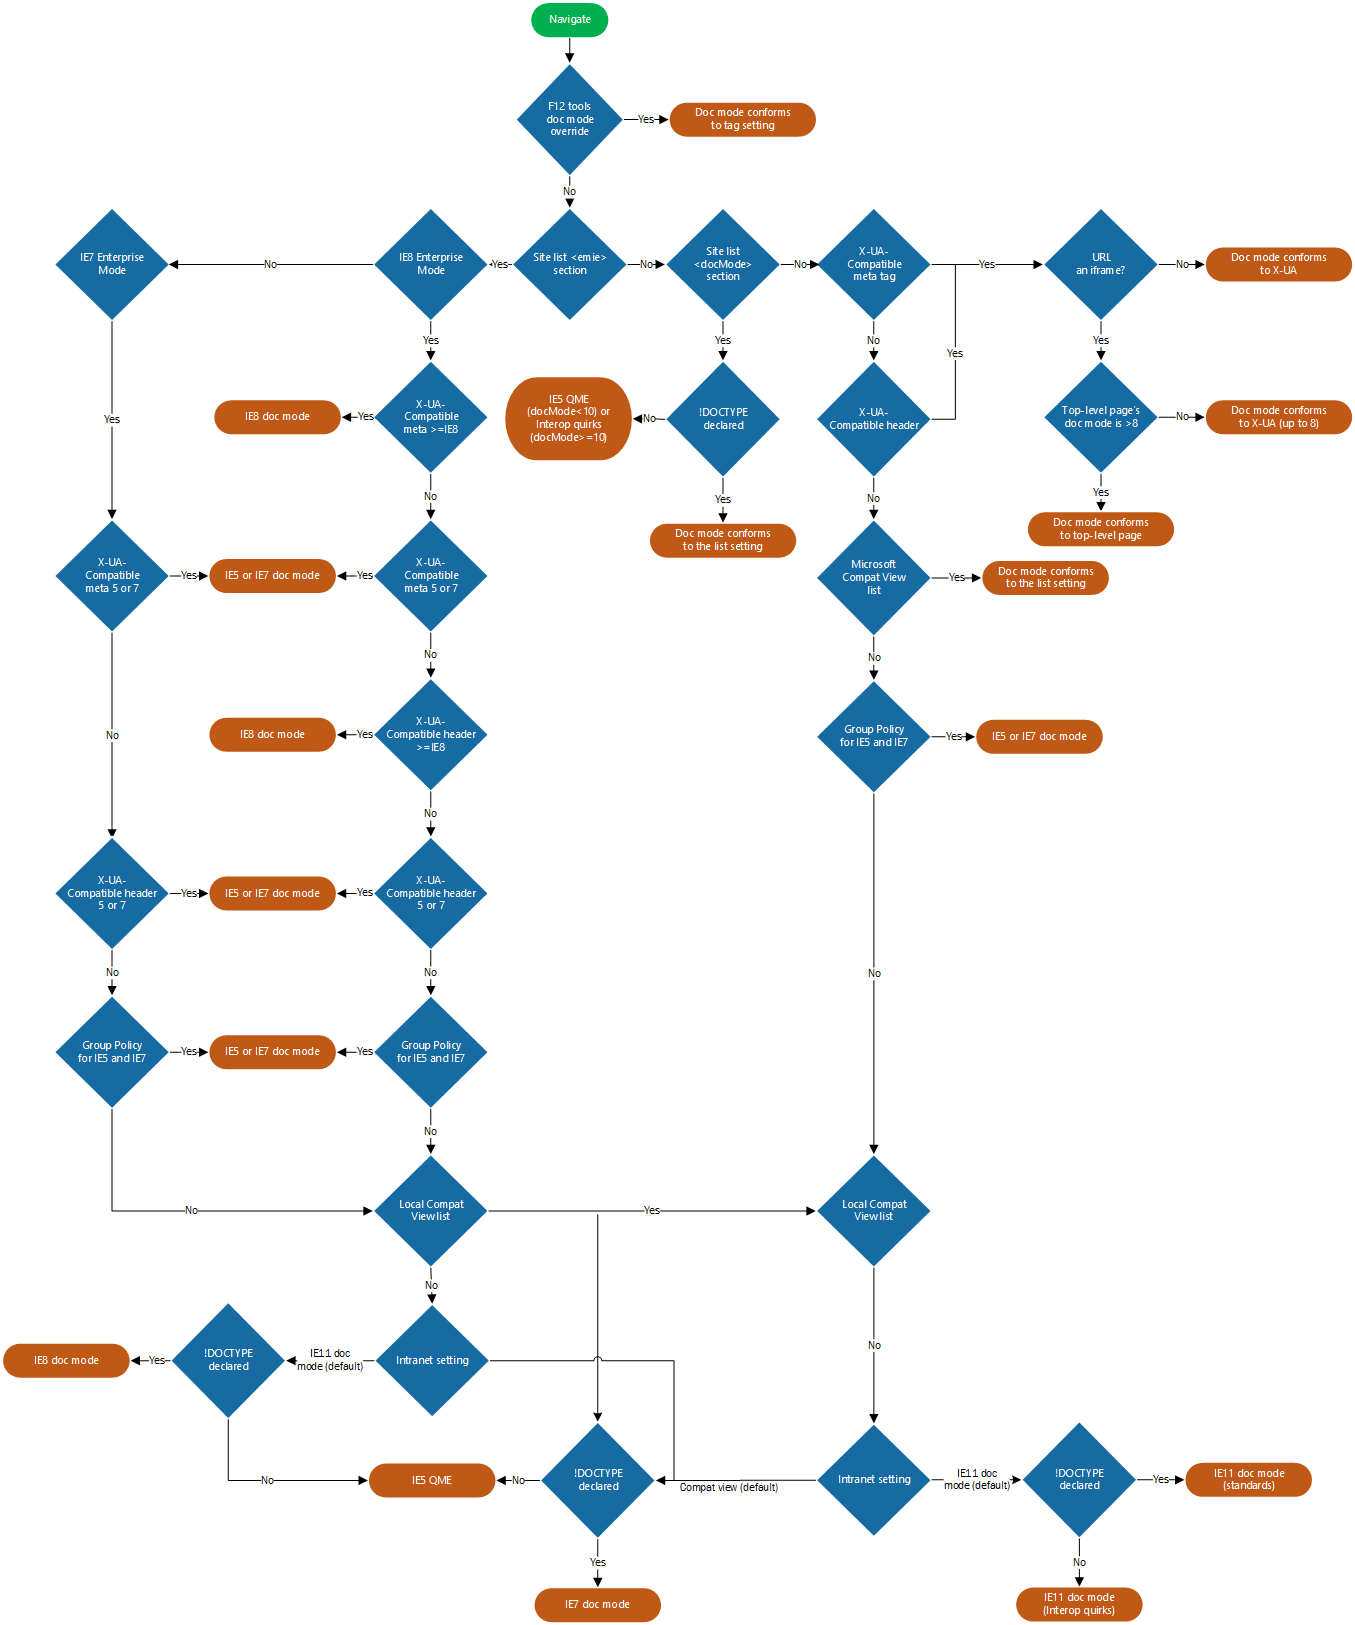 Navigate
F12 tools
doc mode
override
Yes
Doc mode conforms
to tag setting
No
IE7 Enterprise
Mode
No
IE8 Enterprise
Mode
Yes
Site list <emie>
section
No
Site list
<docMode>
section
No
X-UA-
Compatible
meta tag
Yes
URL
an iframe?
No
Doc mode conforms
to X-UA
Yes
Yes
Yes
No
Yes
Yes
IE8 doc mode
Yes
X-UA-
Compatible
meta >=IE8
IE5 QME
(docMode<10) or
Interop quirks
(docMode>=10)
No
!DOCTYPE
declared
X-UA-
Compatible header
Top-level page's
doc mode is >8
No
Doc mode conforms
to X-UA (up to 8)
No
Yes
No
Yes
Doc mode conforms
to the list setting
Doc mode conforms
to top-level page
X-UA-
Compatible
meta 5 or 7
Yes
IE5 or IE7 doc mode
Yes
X-UA-
Compatible
meta 5 or 7
Microsoft
Compat View
list
Yes
Doc mode conforms
to the list setting
No
No
No
IE8 doc mode
Yes
X-UA-
Compatible header
>=IE8
Group Policy
for IE5 and IE7
Yes
IE5 or IE7 doc mode
No
X-UA-
Compatible header
5 or 7
Yes
IE5 or IE7 doc mode
Yes
X-UA-
Compatible header
5 or 7
No
No
No
Group Policy
for IE5 and IE7
Yes
IE5 or IE7 doc mode
Yes
Group Policy
for IE5 and IE7
No
No
Local Compat
View list
Yes
Local Compat
View list
No
No
IE8 doc mode
Yes
!DOCTYPE
declared
IE11 doc
mode (default)
Intranet setting
No
IE5 QME
No
!DOCTYPE
declared
Compat view (default)
Intranet setting
IE11 doc
mode (default)
!DOCTYPE
declared
Yes
IE11 doc mode
(standards)
Yes
No
IE7 doc mode
IE11 doc mode
(Interop quirks)